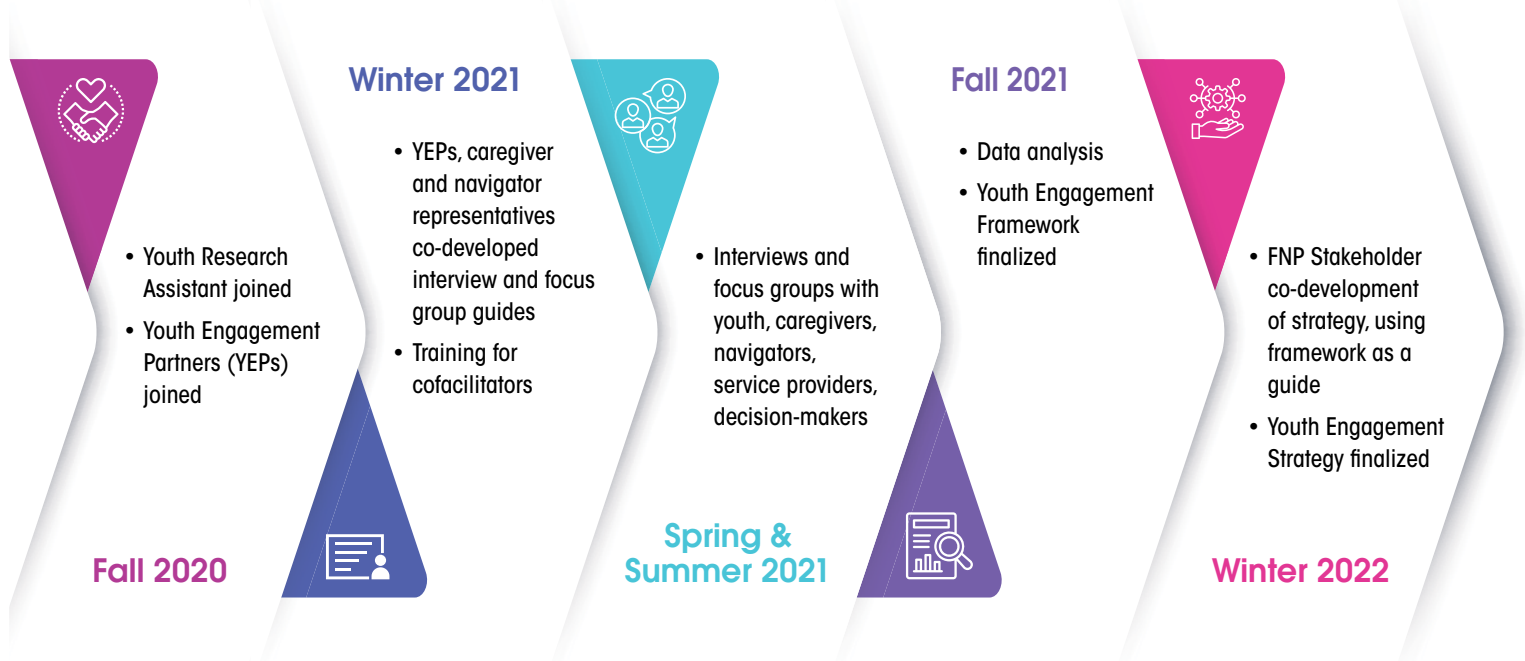 Fall 2020
• Youth Research
Assistant joined
• Youth Engagement
Partners (YEPs)
joined
Winter 2021
• YEPs, caregiver
and navigator
representatives
co-developed
interview and focus
group guides
• Training for
cofacilitators
Spring &
Summer 2021
• Interviews and
focus groups with
youth, caregivers,
navigators,
service providers,
decision-makers
Fall 2021
• Data analysis
• Youth Engagement
Framework
finalized
Winter 2022
• FNP Stakeholder
co-development
of strategy, using
framework as a
guide
• Youth Engagement
Strategy finalized